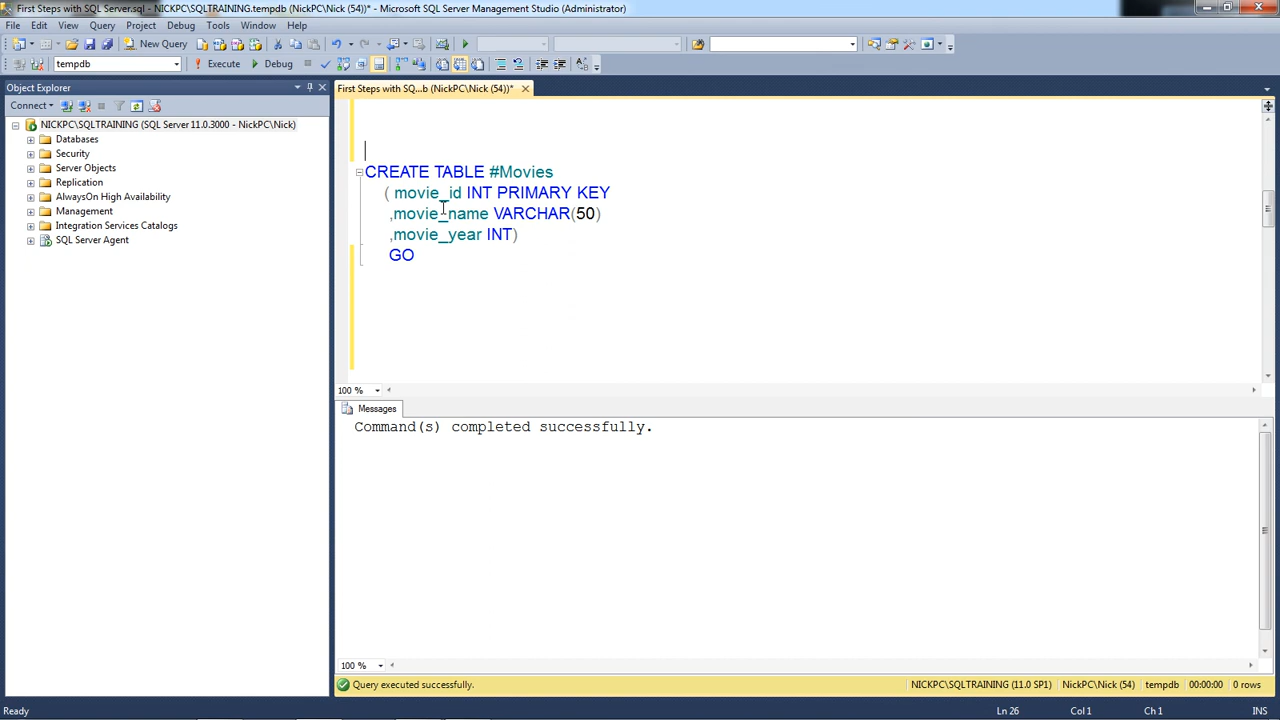 First Steps with SQL Server.sql - NICKPC\SQLTRAINING.tempdb (NickPC\Nick (54))* - Microsoft SQL Server Management Studio (Administrator)
File Edit View Query Project Debug Tools Window Help
New Query
tempdb Execute Debug
Object Explorer
First Steps with SQ...b (NickPC\Nick (54))*
Connect
NICKPC\SQLTRAINING (SQL Server 11.0.3000 - NickPC\Nick)
Databases
Security
Server Objects
Replication
AlwaysOn High Availability
Management
Integration Services Catalogs
SQL Server Agent
CREATE TABLE #Movies
( movie_id INT PRIMARY KEY
,movie_name VARCHAR(50)
,movie_year INT)
GO
100 %
Messages
Command(s) completed successfully.
100 %
Query executed successfully. NICKPC\SQLTRAINING (11.0 SP1) NickPC\Nick (54) tempdb 00:00:00 0 rows
Ready Ln 26 Col 1 Ch 1 INS